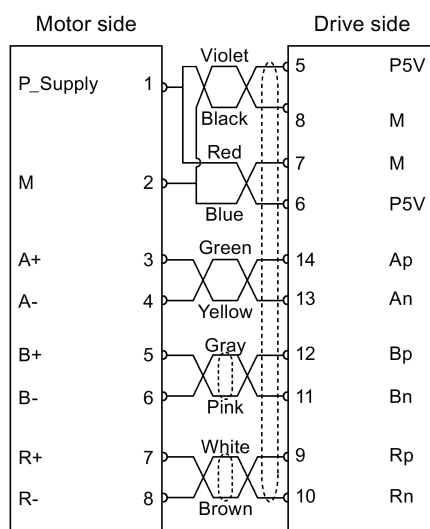 Motor side Drive side
Violet 5 P5V
P_Supply 1
Black 8 M
Red 7 M
M 2
Blue 6 P5V
A+ 3 Green 14 Ap
A- 4 Yellow 13 An
B+ 5 Gray 12 Bp
B- 6 Pink 11 Bn
R+ 7 White 9 Rp
R- 8 Brown 10 Rn